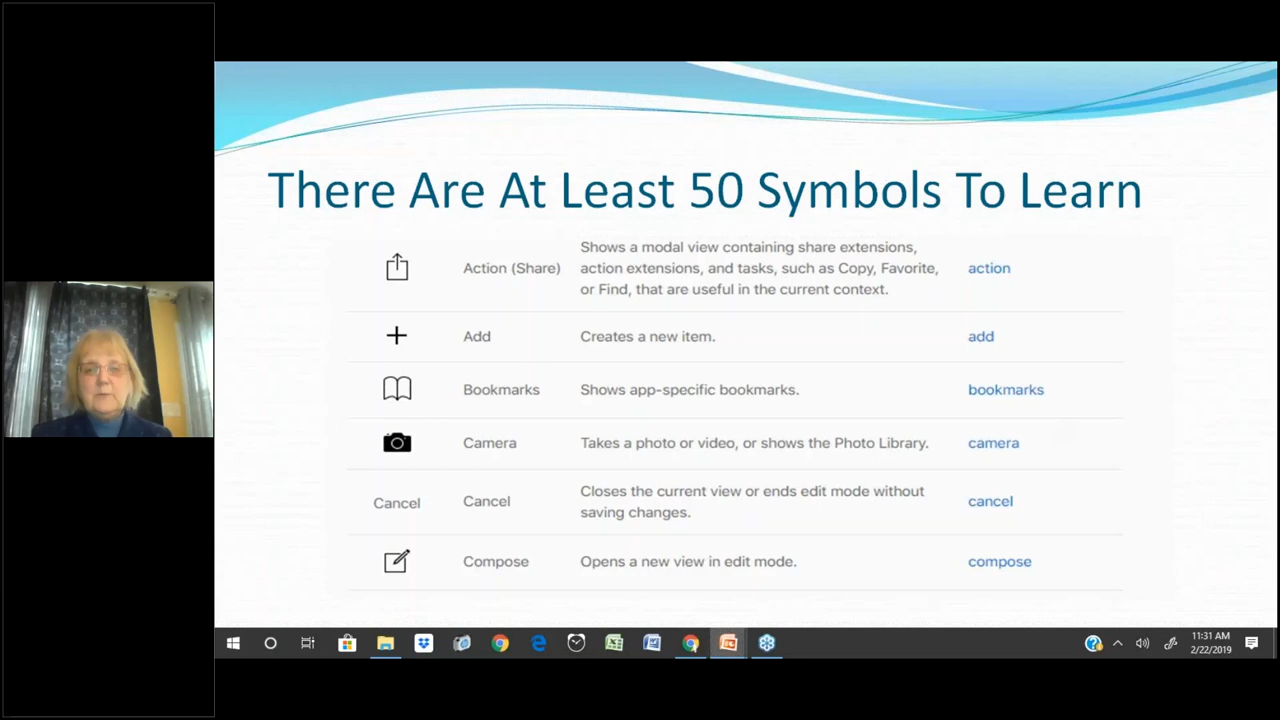 There Are At Least 50 Symbols To Learn
Action (Share)
Shows a modal view containing share extensions,
action extensions, and tasks, such as Copy, Favorite,
or Find, that are useful in the current context.
action
Add
Creates a new item.
add
Bookmarks
Shows app-specific bookmarks.
bookmarks
Camera
Takes a photo or video, or shows the Photo Library.
camera
Cancel
Cancel
Closes the current view or ends edit mode without
saving changes.
cancel
Compose
Opens a new view in edit mode.
compose
11:31 AM
2/22/2019